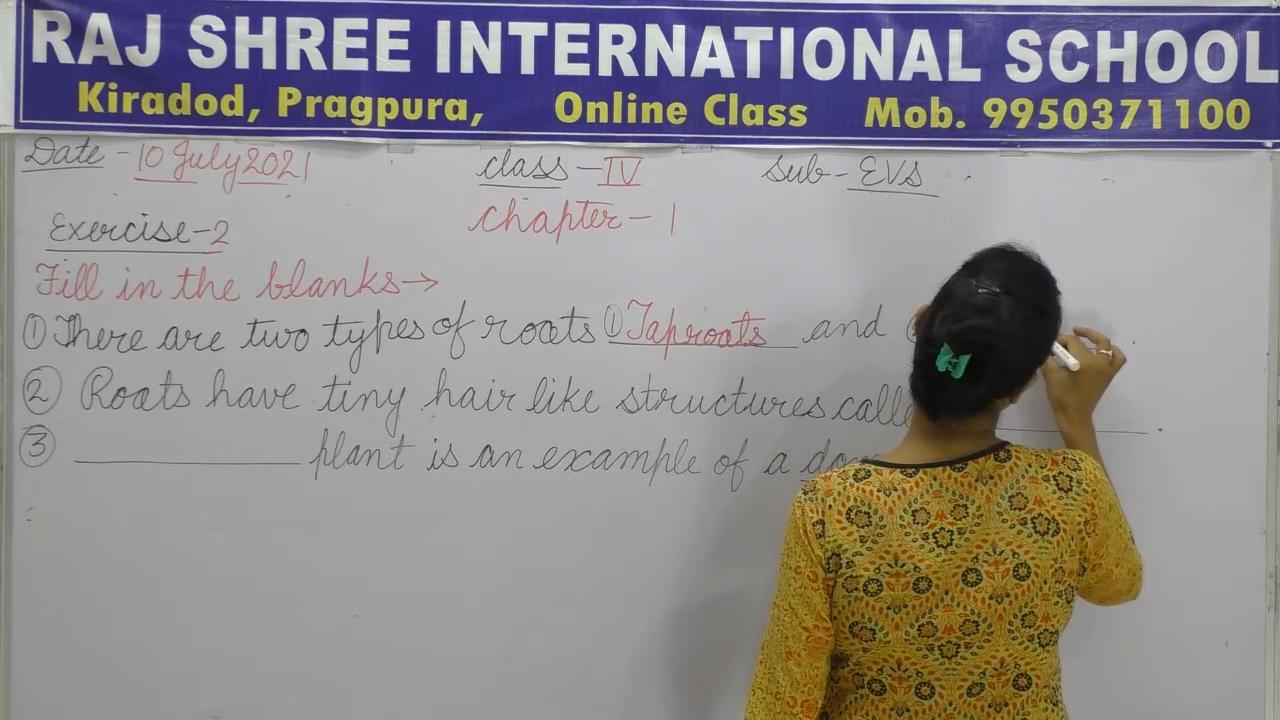 RAJ SHREE INTERNATIONAL SCHOOL
Kiradod, Pragpura, Online Class Mob. 9950371100
Date - 10 July 2021 class - IV Sub - EVS
Exercise - 2 Chapter - 1
Fill in the blanks →
① There are two types of roots ① Taproots and
② Roots have tiny hair like structures
③ ________ plant is an example of a